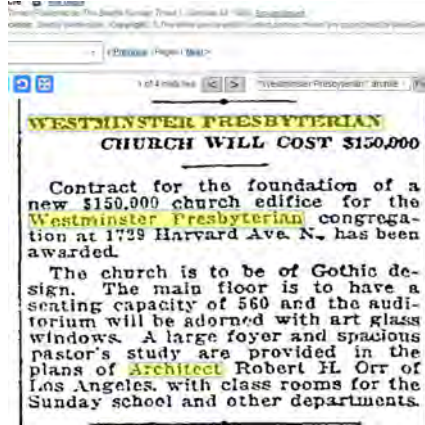 1 of 4 matches
WESTMINSTER PRESBYTERIAN
CHURCH WILL COST $150,000
Contract for the foundation of a
new $150,000 church edifice for the
Westminster Presbyterian congrega-
tion at 1729 Harvard Ave. N., has been
awarded.
The church is to be of Gothic de-
sign. The main floor is to have a
seating capacity of 560 and the audi-
torium will be adorned with art glass
windows. A large foyer and spacious
pastor's study are provided in the
plans of Architect Robert H. Orr of
Los Angeles, with class rooms for the
Sunday school and other departments.